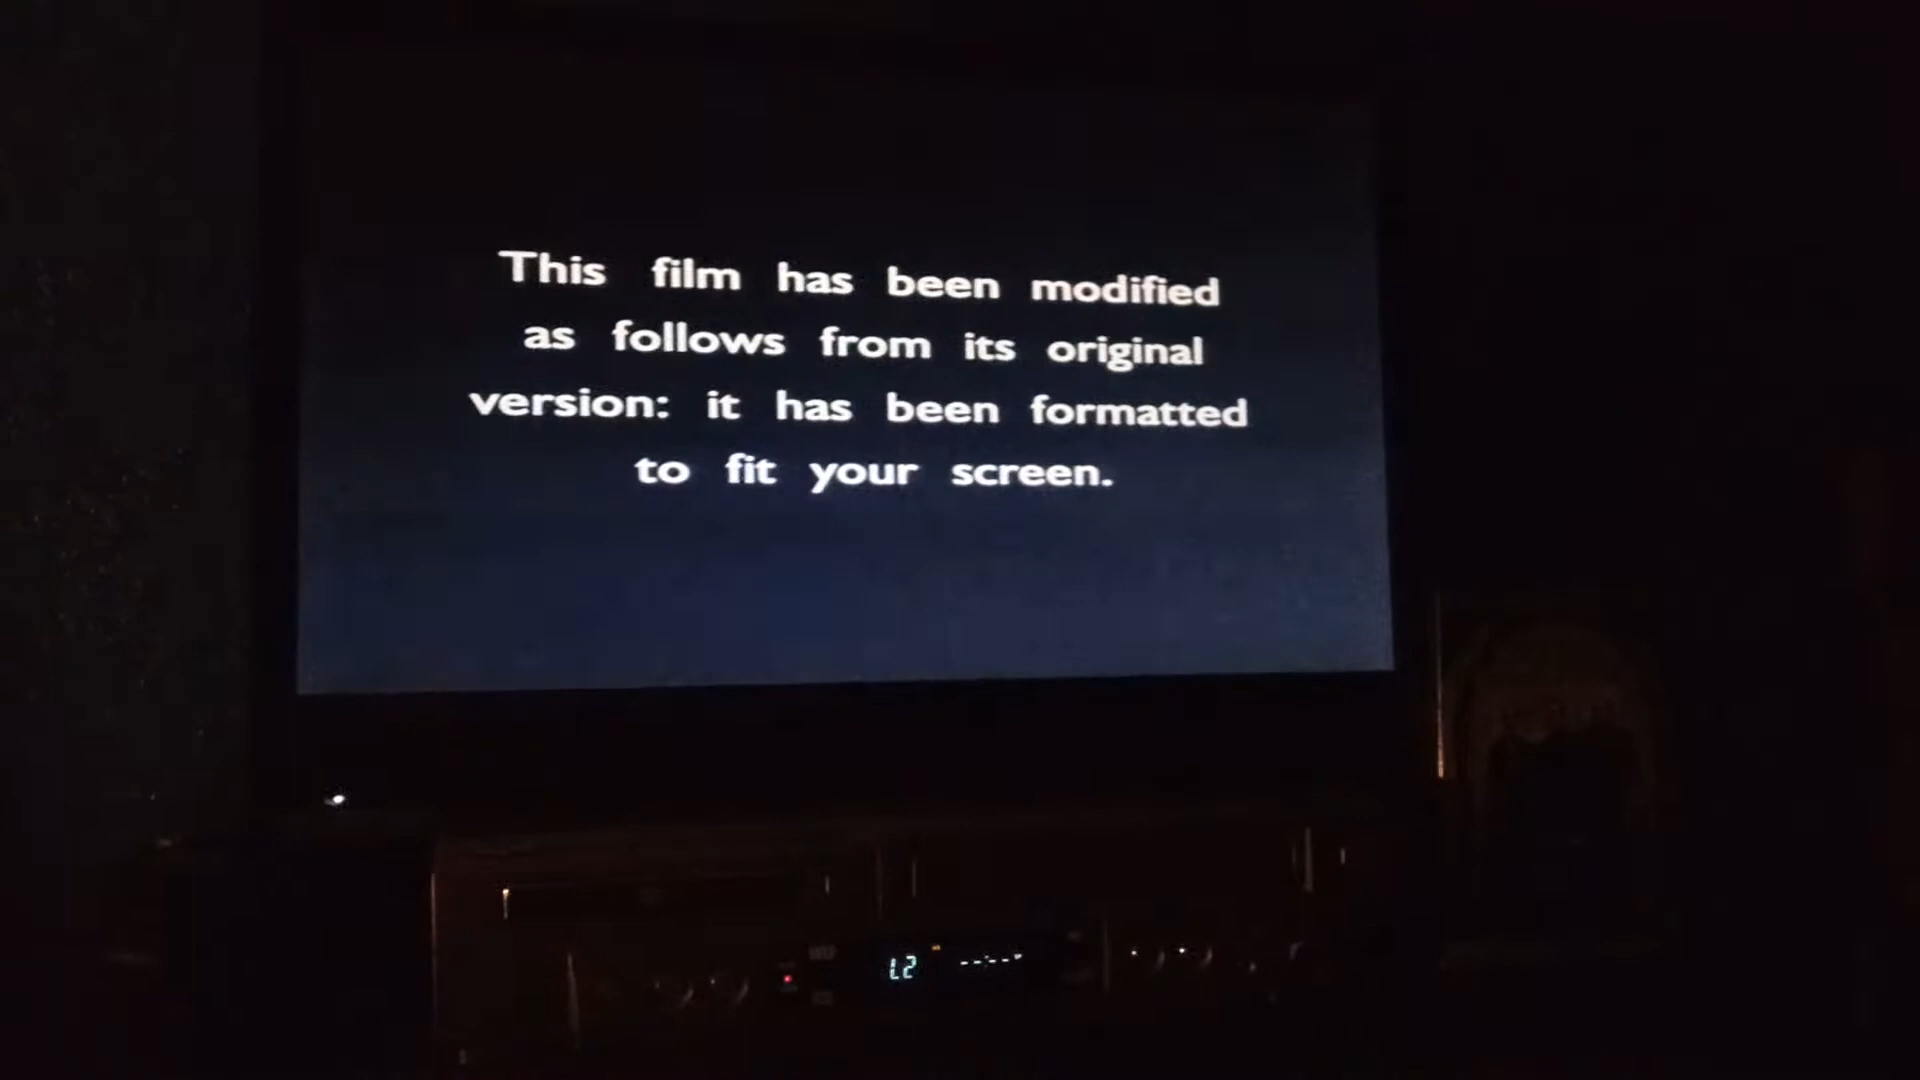 This film has been modified
as follows from its original
version: it has been formatted
to fit your screen.
L2